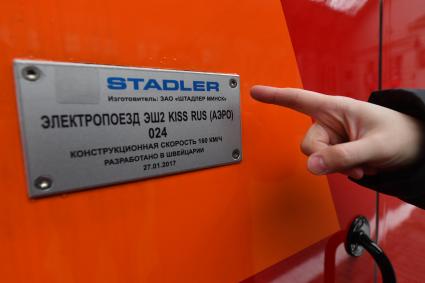 STADLER
Изготовитель: ЗАО «ШТАДЛЕР МИНСК»
ЭЛЕКТРОПОЕЗД ЭШ2 KISS RUS (АЭРО)
024
КОНСТРУКЦИОННАЯ СКОРОСТЬ 160 КМ/Ч
РАЗРАБОТАНО В ШВЕЙЦАРИИ
27.01.2017